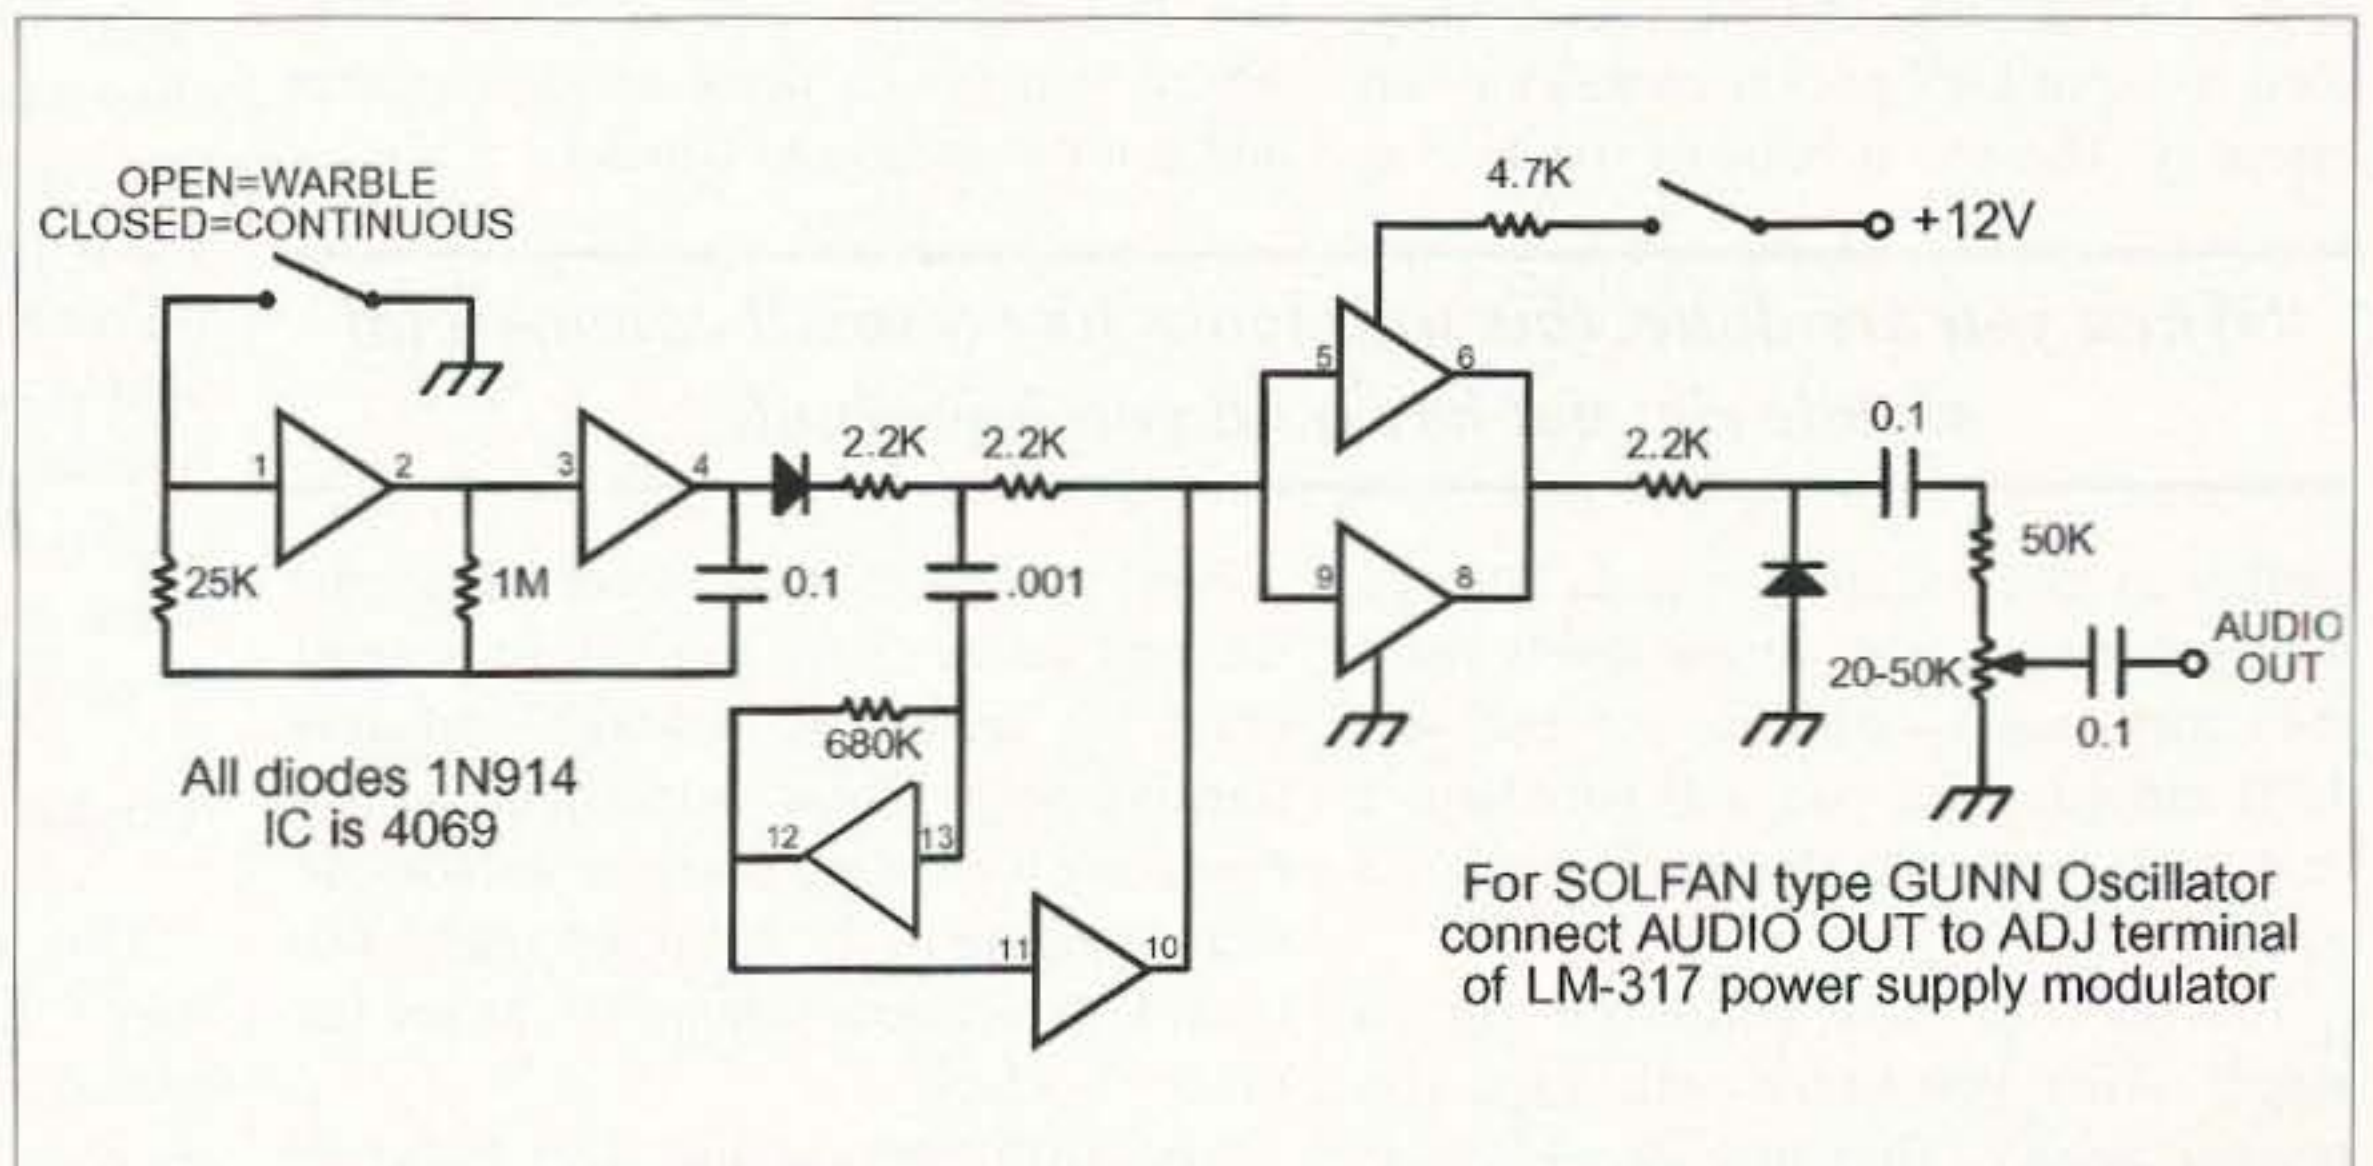 OPEN=WARBLE
CLOSED=CONTINUOUS
4.7K
+12V
5
6
0.1
1
2
3
4
2.2K
2.2K
2.2K
50K
25K
1M
0.1
.001
9
8
AUDIO
OUT
20-50K
0.1
680K
All diodes 1N914
IC is 4069
12
13
11
10
For SOLFAN type GUNN Oscillator
connect AUDIO OUT to ADJ terminal
of LM-317 power supply modulator